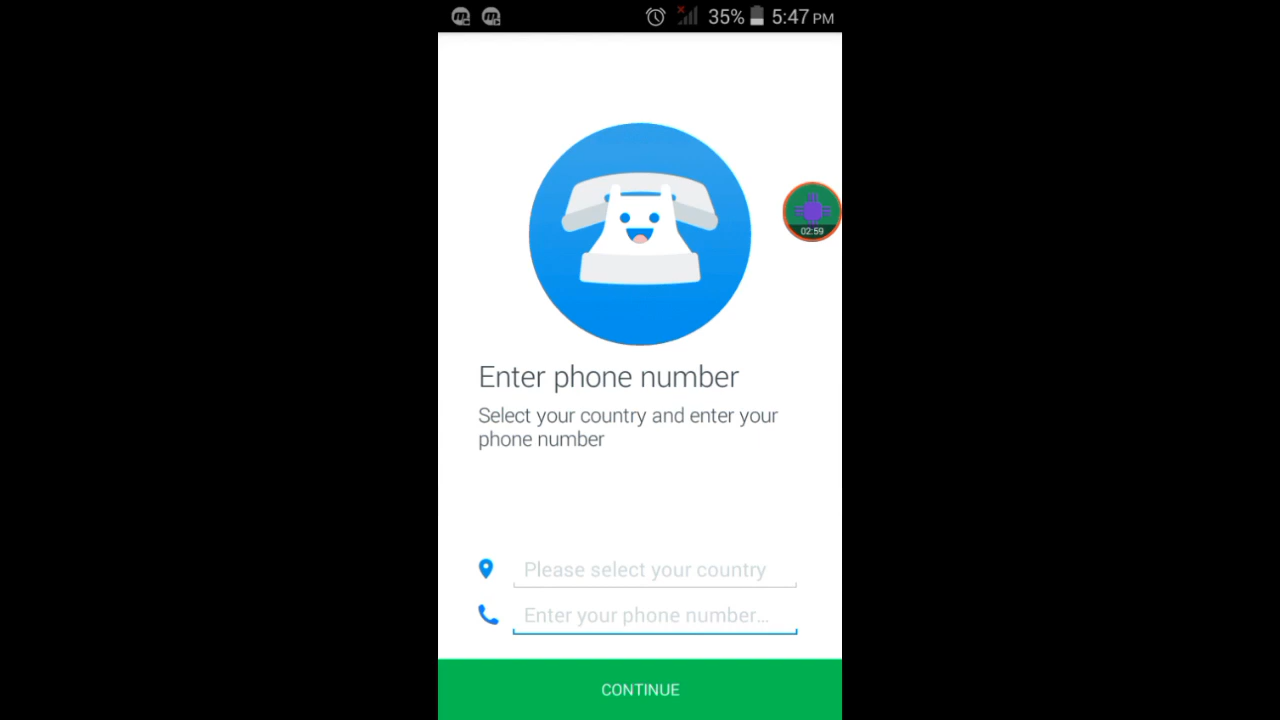 35% 5:47 PM
02:59
Enter phone number
Select your country and enter your
phone number
Please select your country
Enter your phone number...
CONTINUE